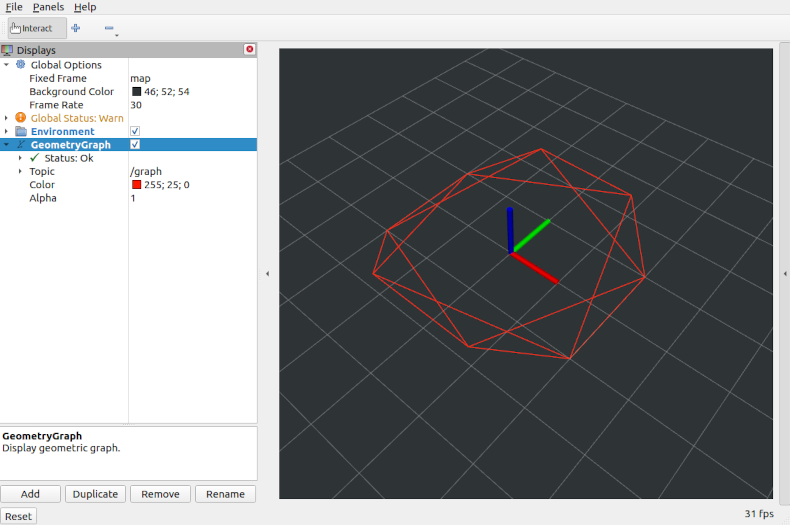 File Panels Help
Interact
Displays
Global Options
Fixed Frame map
Background Color 46; 52; 54
Frame Rate 30
Global Status: Warn
Environment
GeometryGraph
Status: Ok
Topic /graph
Color 255; 25; 0
Alpha 1
GeometryGraph
Display geometric graph.
Add Duplicate Remove Rename
Reset 31 fps